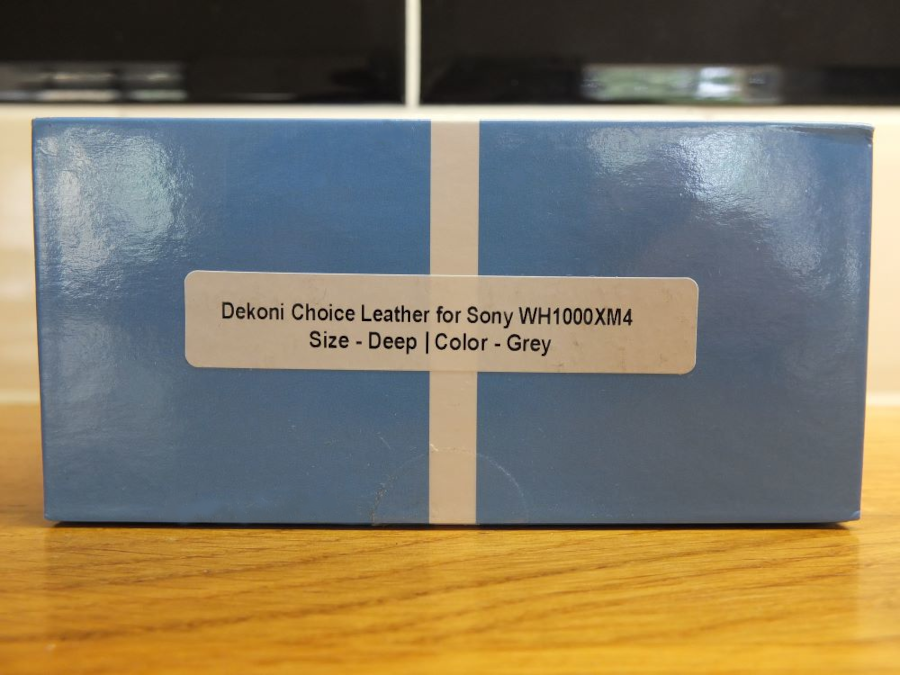 Dekoni Choice Leather for Sony WH1000XM4
Size - Deep | Color - Grey